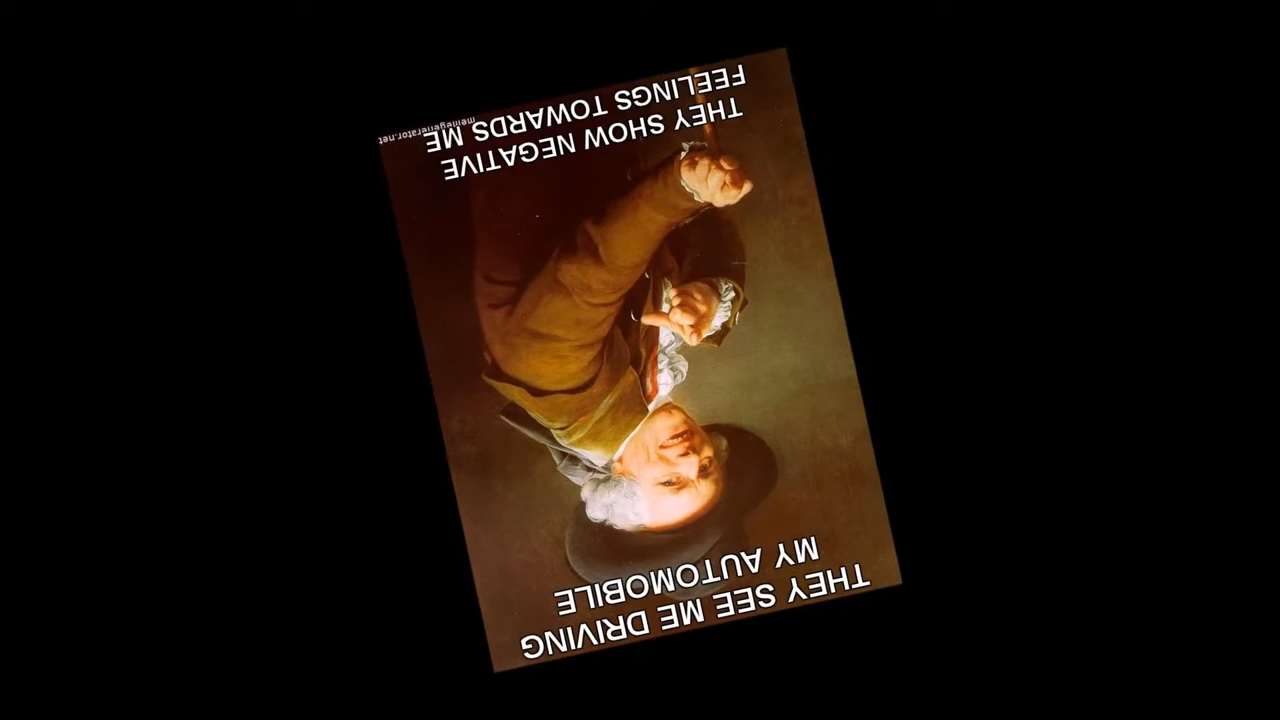 THEY SEE ME DRIVING
MY AUTOMOBILE
THEY SHOW NEGATIVE
FEELINGS TOWARDS ME
memegenerator.net